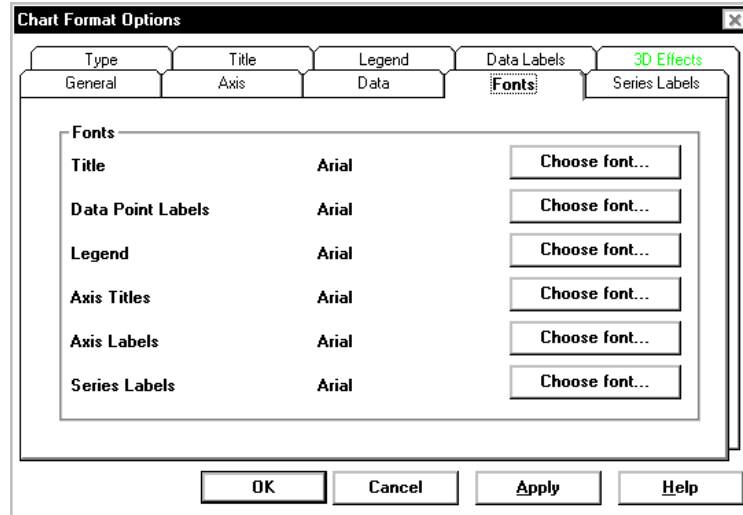 Chart Format Options
Type Title Legend Data Labels 3D Effects
General Axis Data Fonts Series Labels
Fonts
Title Arial Choose font...
Data Point Labels Arial Choose font...
Legend Arial Choose font...
Axis Titles Arial Choose font...
Axis Labels Arial Choose font...
Series Labels Arial Choose font...
OK Cancel Apply Help